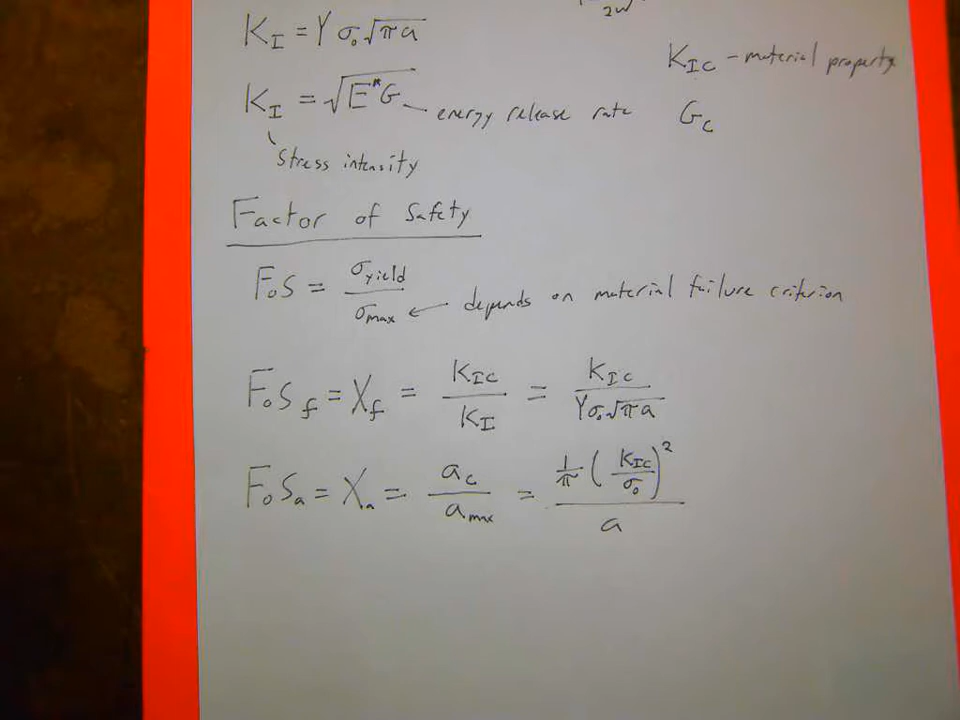 2w
K_I = Y σ₀ √πa
K_IC – material property
K_I = √E*G — energy release rate G_c
Stress intensity
Factor of Safety
FoS = σ_yield / σ_max ← depends on material failure criterion
FoS_f = X_f = K_IC / K_I = K_IC / Yσ₀√πa
FoS_a = X_a = a_c / a_max = 1/π (K_IC / σ₀)² / a